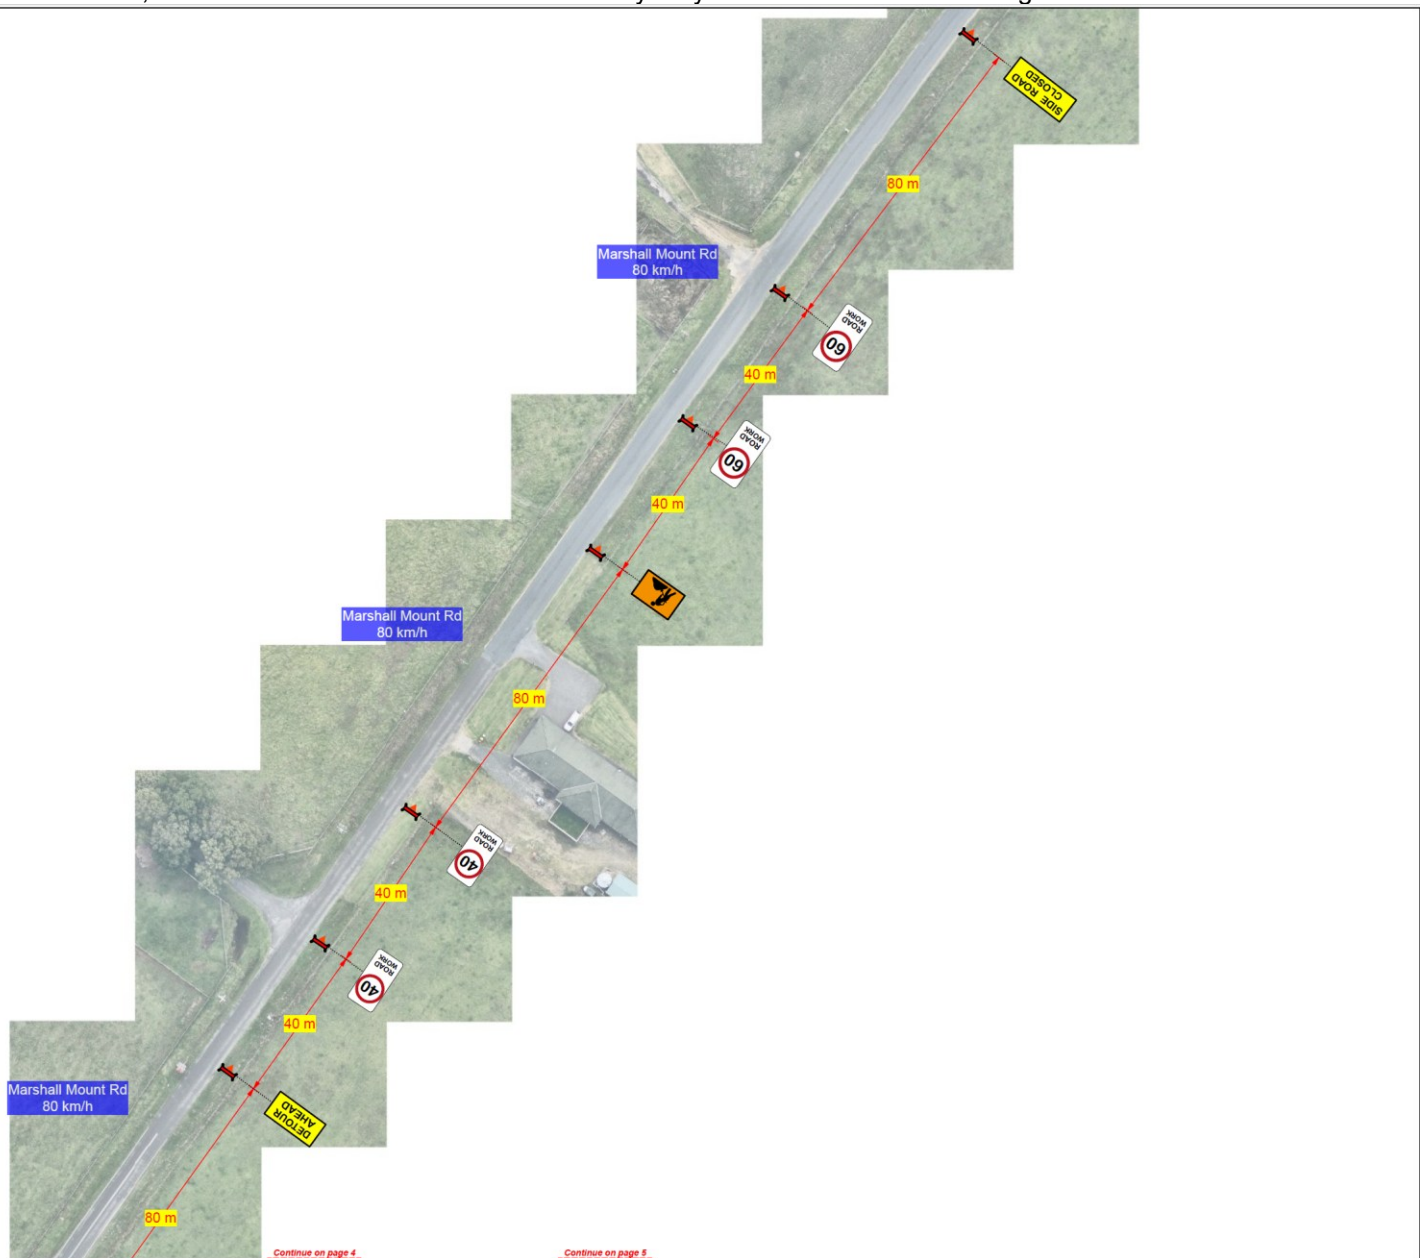 SIDE ROAD
CLOSED
80 m
Marshall Mount Rd
80 km/h
ROAD
WORK
60
40 m
ROAD
WORK
60
40 m
Marshall Mount Rd
80 km/h
80 m
ROAD
WORK
40
40 m
ROAD
WORK
40
40 m
Marshall Mount Rd
80 km/h
DETOUR
AHEAD
80 m
Continue on page 4
Continue on page 5